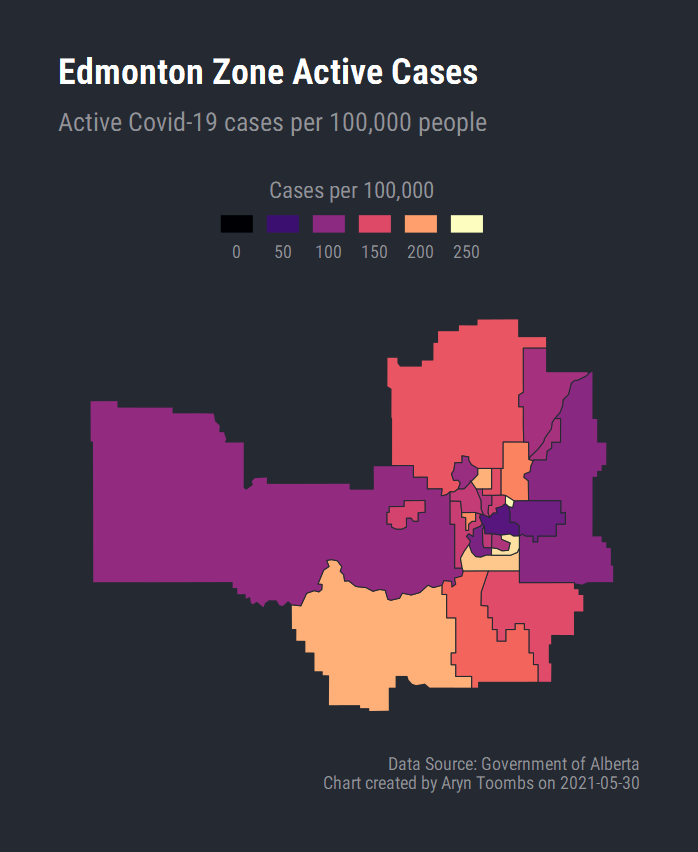 Edmonton Zone Active Cases
Active Covid-19 cases per 100,000 people
Cases per 100,000
0 50 100 150 200 250
Data Source: Government of Alberta
Chart created by Aryn Toombs on 2021-05-30